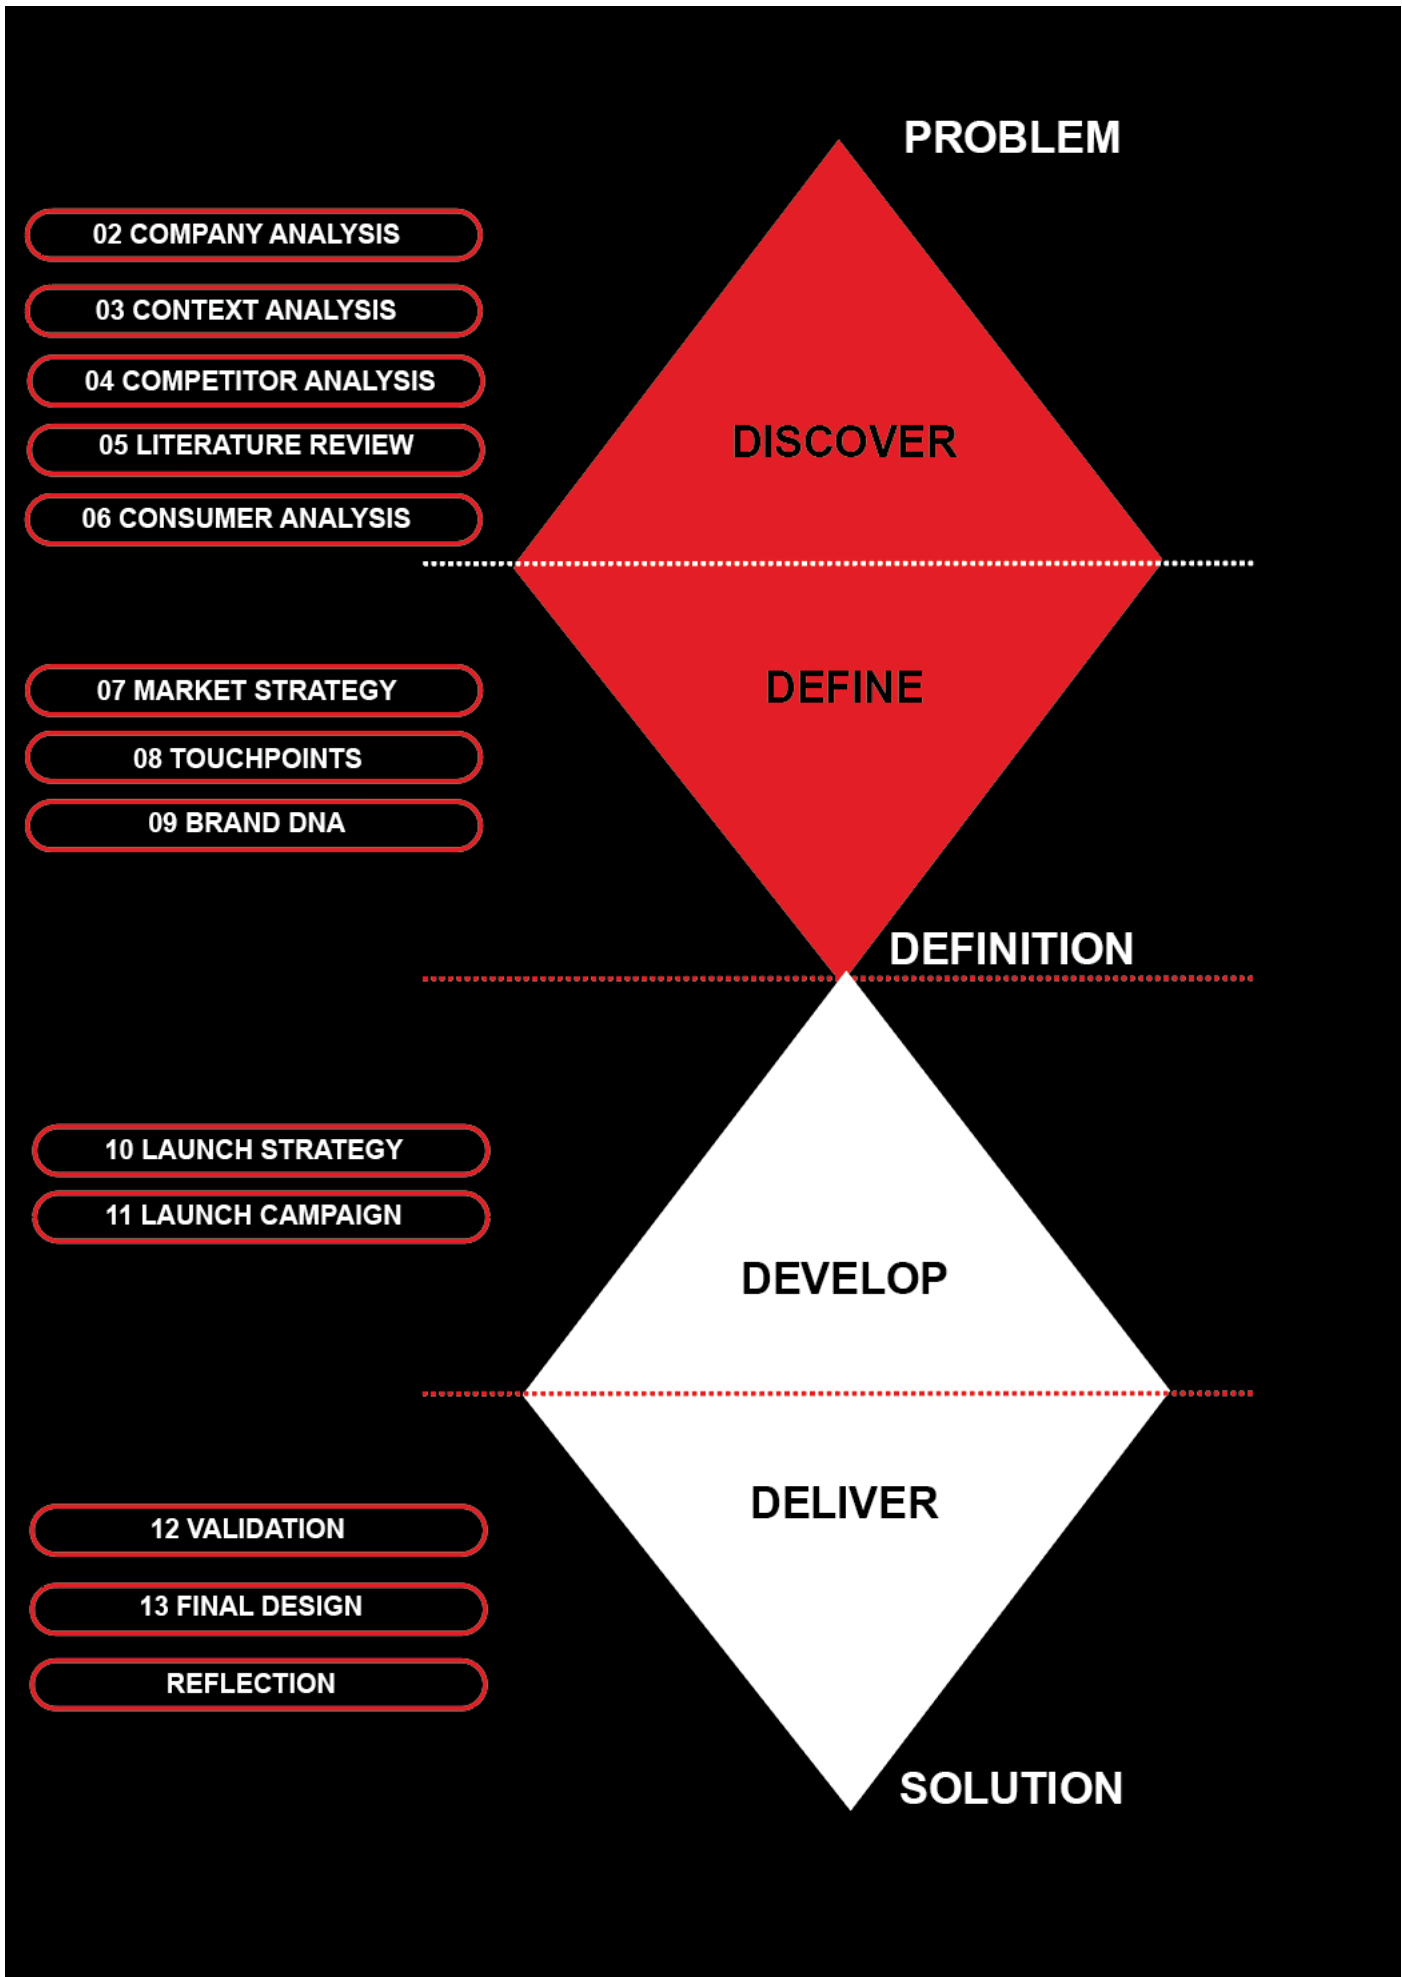 PROBLEM
02 COMPANY ANALYSIS
03 CONTEXT ANALYSIS
04 COMPETITOR ANALYSIS
05 LITERATURE REVIEW
DISCOVER
06 CONSUMER ANALYSIS
07 MARKET STRATEGY
DEFINE
08 TOUCHPOINTS
09 BRAND DNA
DEFINITION
10 LAUNCH STRATEGY
11 LAUNCH CAMPAIGN
DEVELOP
DELIVER
12 VALIDATION
13 FINAL DESIGN
REFLECTION
SOLUTION